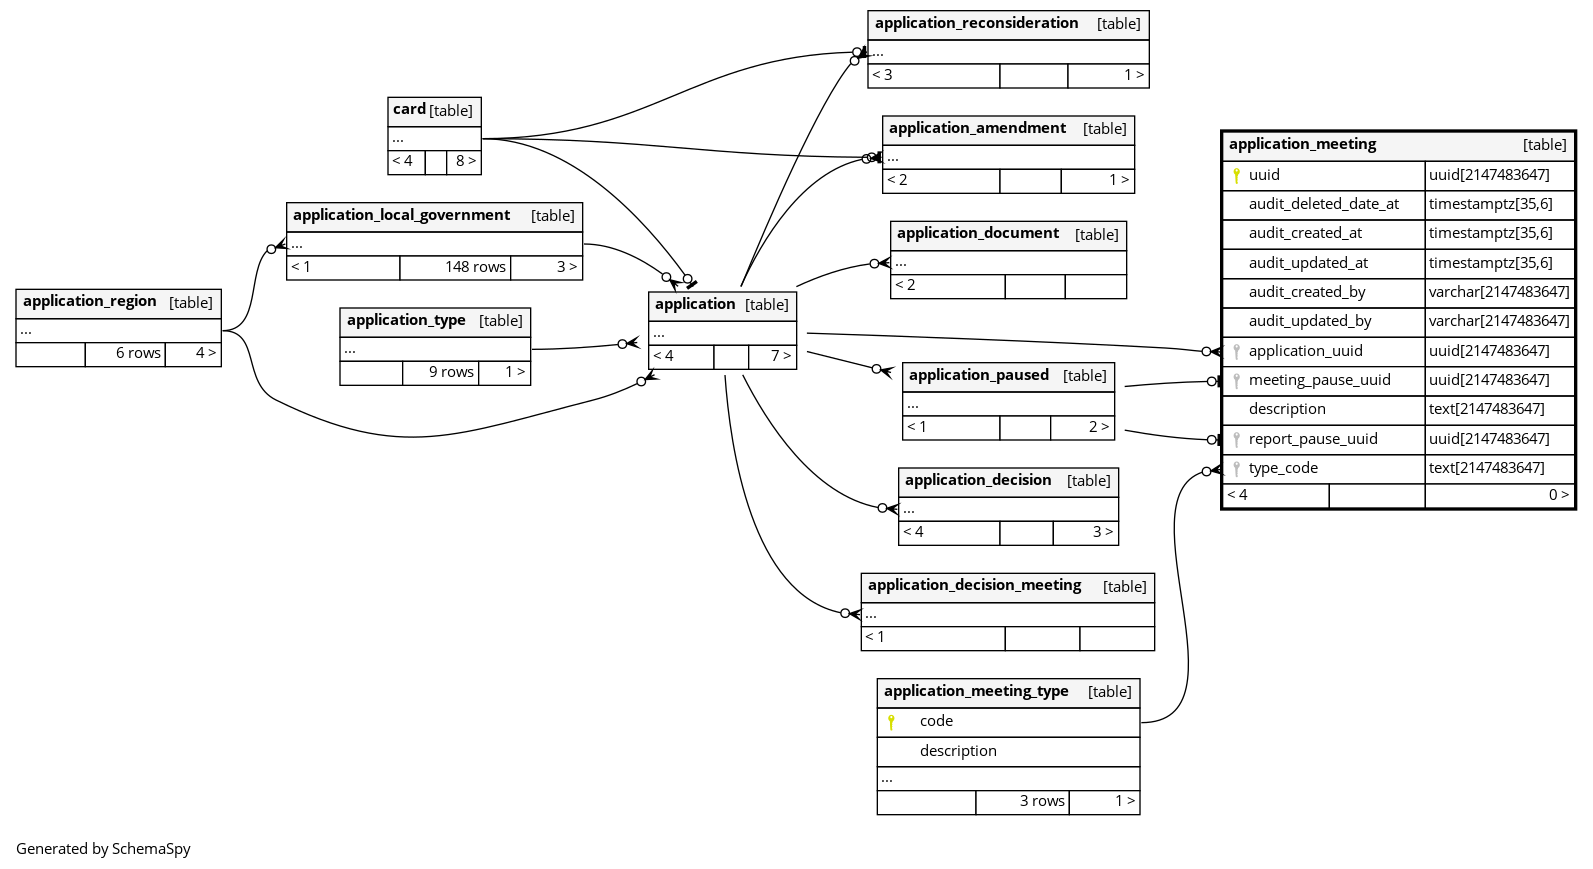 application_reconsideration [table]
...
< 3 1 >
card [table]
...
< 4 8 >
application_amendment [table]
...
< 2 1 >
application_meeting [table]
uuid uuid[2147483647]
audit_deleted_date_at timestamptz[35,6]
audit_created_at timestamptz[35,6]
audit_updated_at timestamptz[35,6]
audit_created_by varchar[2147483647]
audit_updated_by varchar[2147483647]
application_uuid uuid[2147483647]
meeting_pause_uuid uuid[2147483647]
description text[2147483647]
report_pause_uuid uuid[2147483647]
type_code text[2147483647]
< 4 0 >
application_local_government [table]
...
< 1 148 rows 3 >
application_document [table]
...
< 2
application_region [table]
...
6 rows 4 >
application_type [table]
...
9 rows 1 >
application [table]
...
< 4 7 >
application_paused [table]
...
< 1 2 >
application_decision [table]
...
< 4 3 >
application_decision_meeting [table]
...
< 1
application_meeting_type [table]
code
description
...
3 rows 1 >
Generated by SchemaSpy